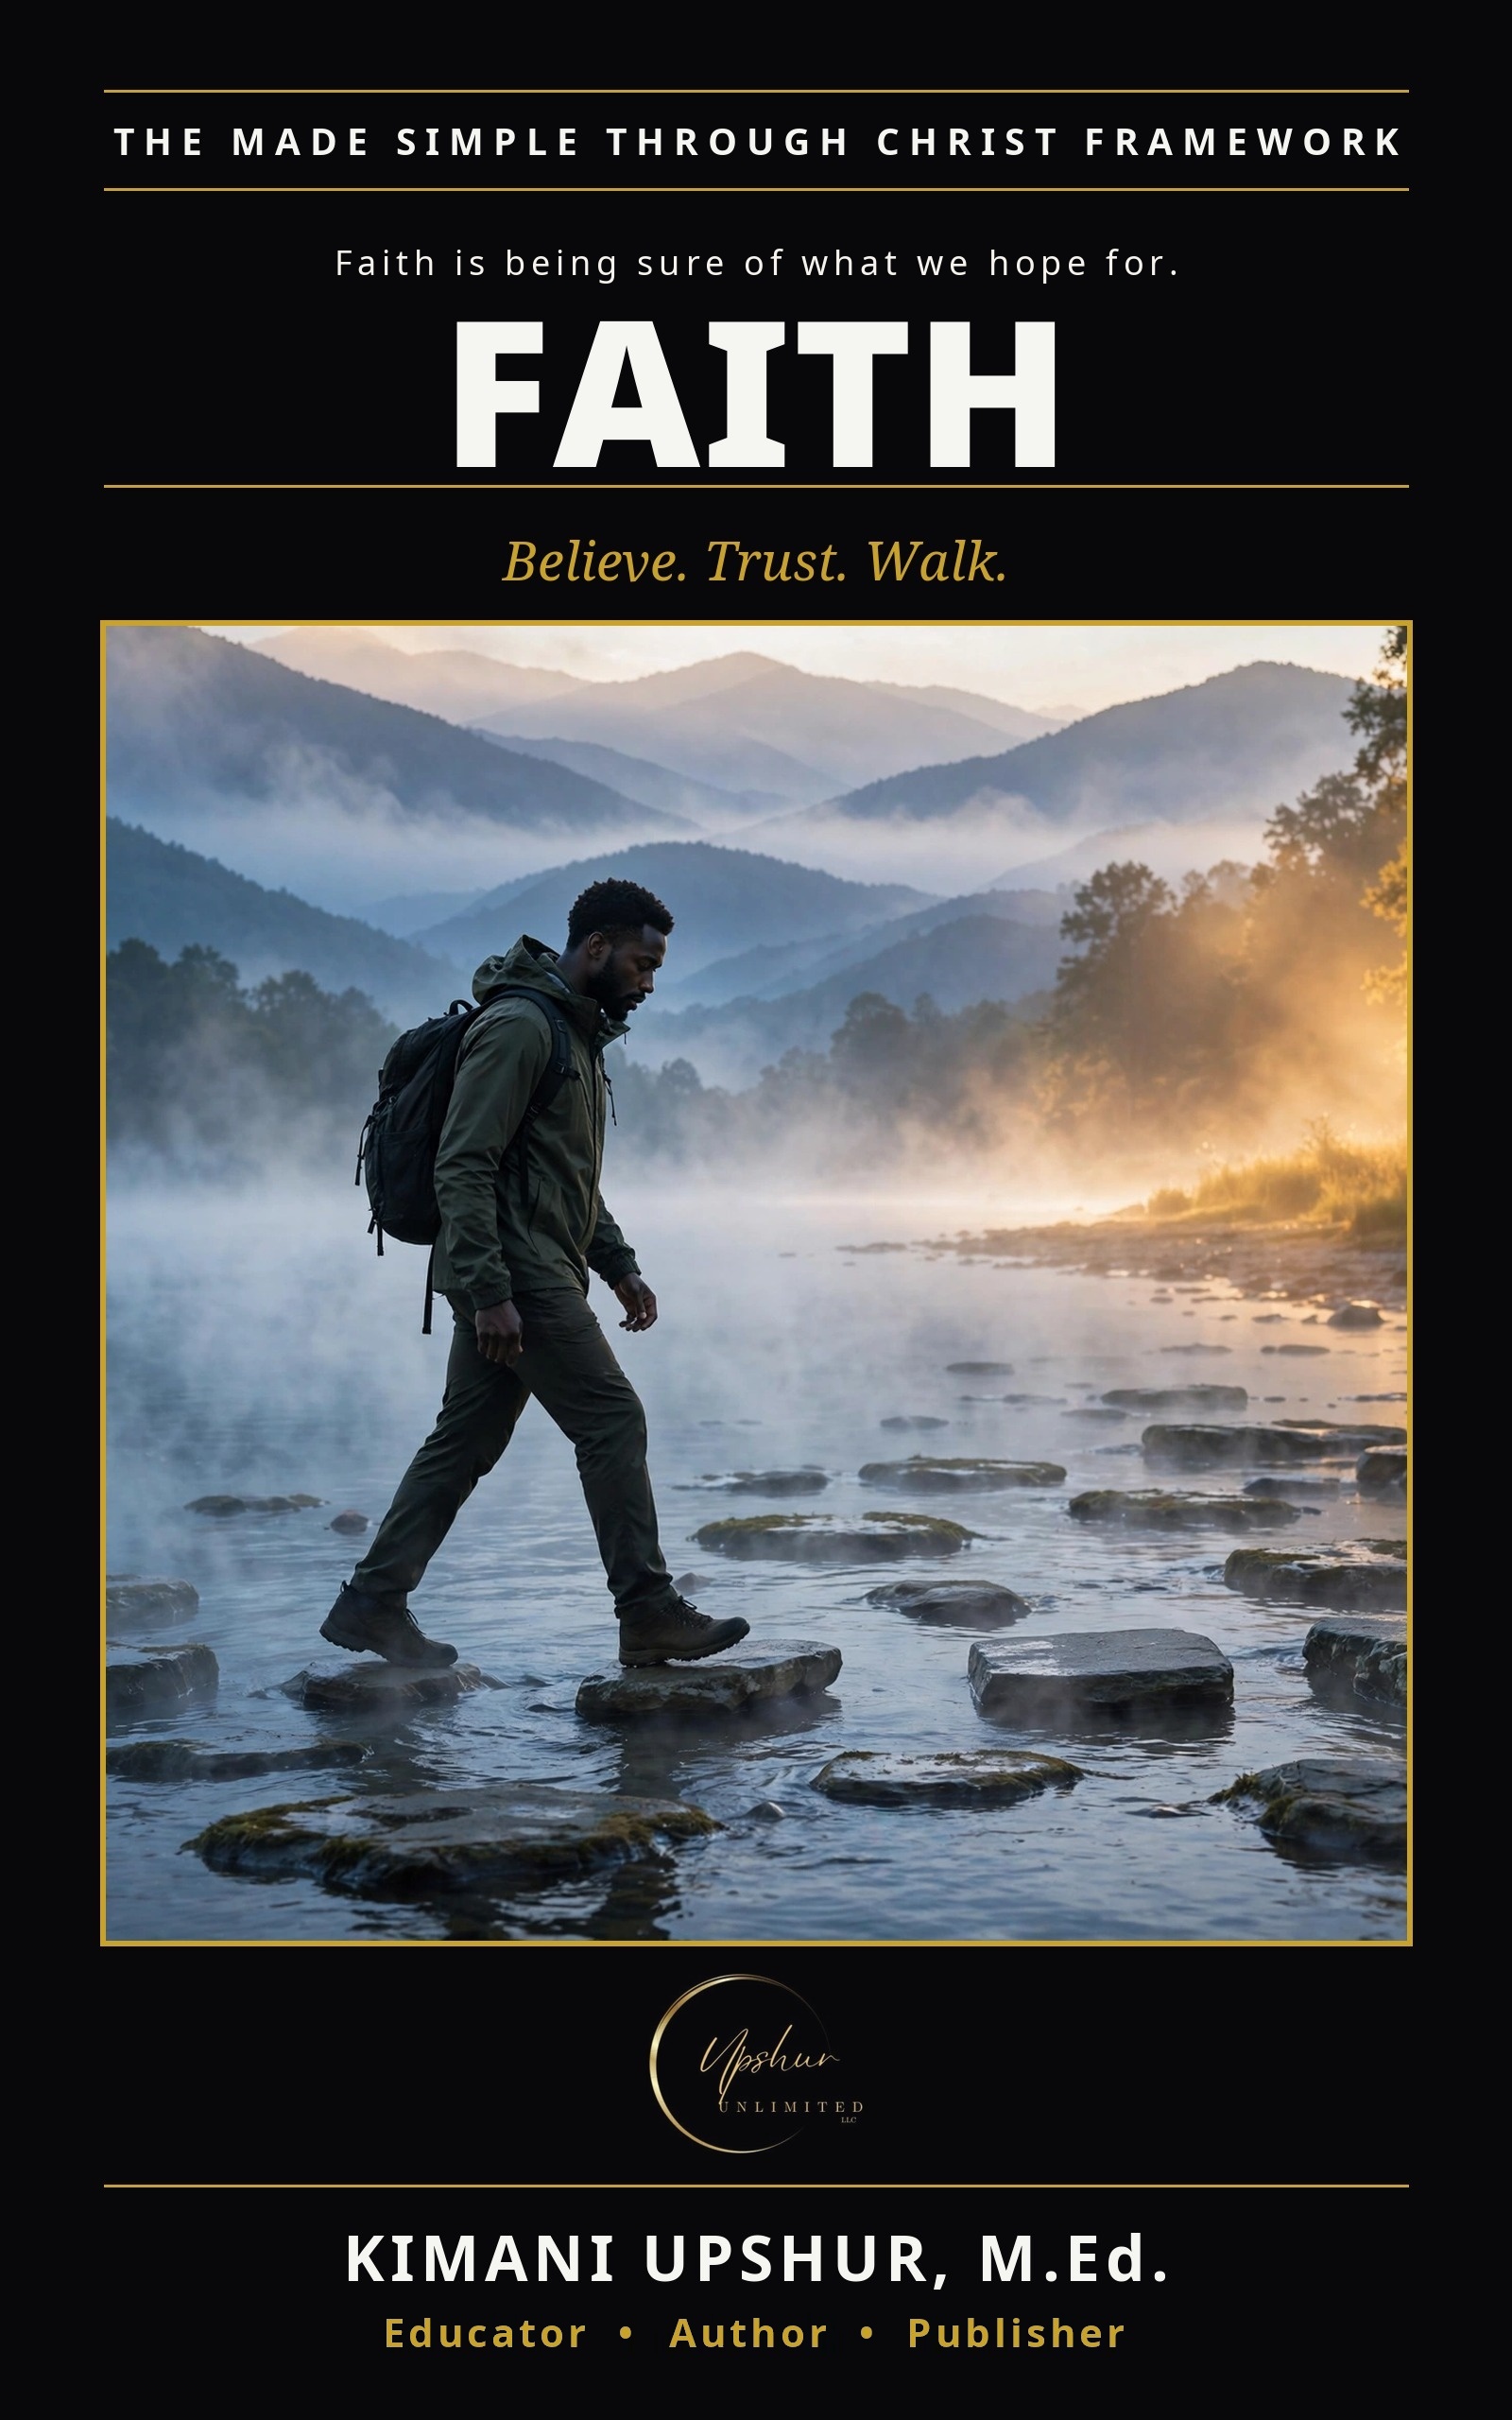 THE MADE SIMPLE THROUGH CHRIST FRAMEWORK
Faith is being sure of what we hope for.
FAITH
Believe. Trust. Walk.
Upshur
UNLIMITED
LLC
KIMANI UPSHUR, M.Ed.
Educator • Author • Publisher